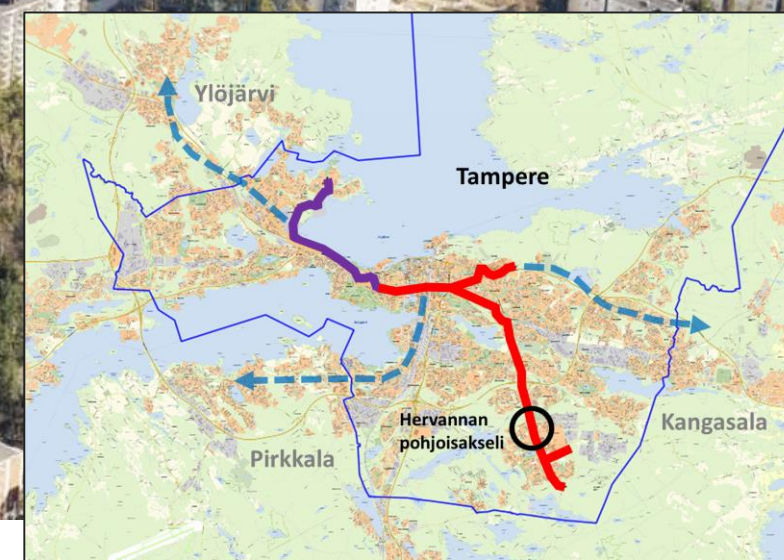 Ylöjärvi
Tampere
Hervannan
pohjoisakseli
Kangasala
Pirkkala